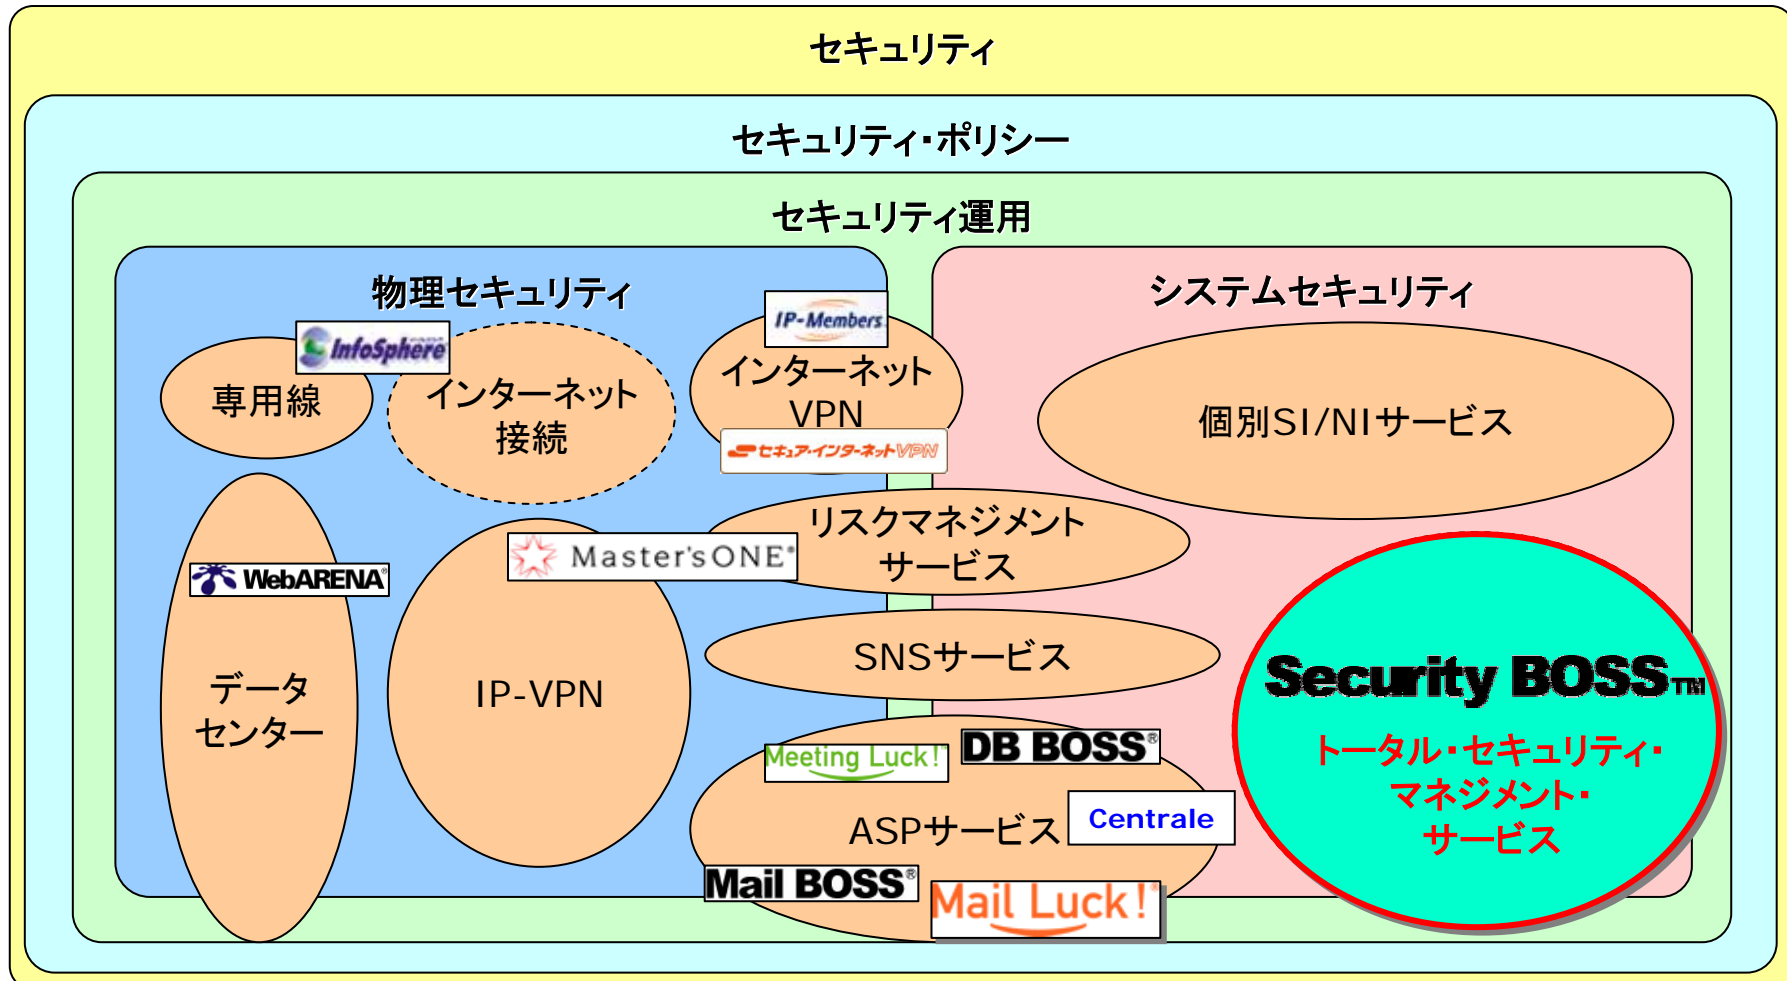 セキュリティ
セキュリティ・ポリシー
セキュリティ運用
物理セキュリティ
システムセキュリティ
InfoSphere
IP-Members
専用線
インターネット
接続
インターネット
VPN
セキュア・インターネットVPN
個別SI/NIサービス
リスクマネジメント
サービス
Master'sONE®
WebARENA®
データ
センター
IP-VPN
SNSサービス
Meeting Luck!
DB BOSS®
ASPサービス
Centrale
Mail BOSS®
Mail Luck!®
Security BOSS™
トータル・セキュリティ・
マネジメント・
サービス